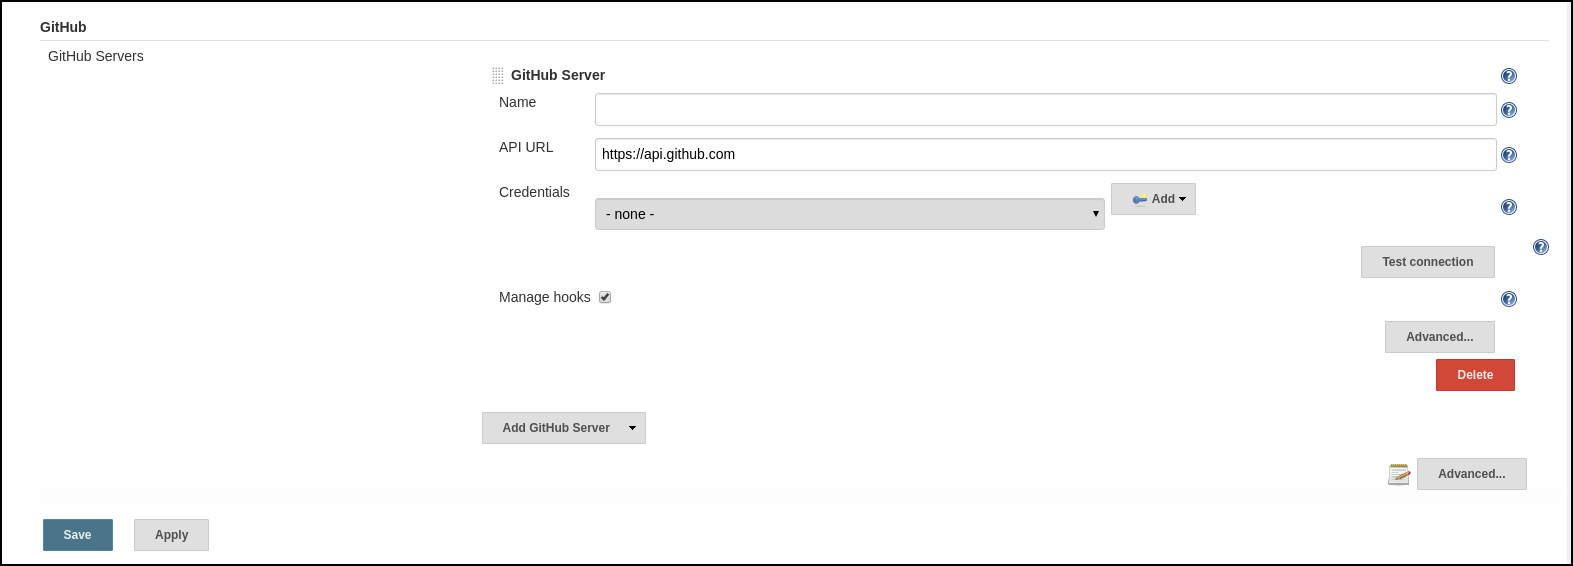 GitHub
GitHub Servers
GitHub Server
Name
API URL
https://api.github.com
Credentials
- none -
Add
Test connection
Manage hooks
Advanced...
Delete
Add GitHub Server
Advanced...
Save
Apply